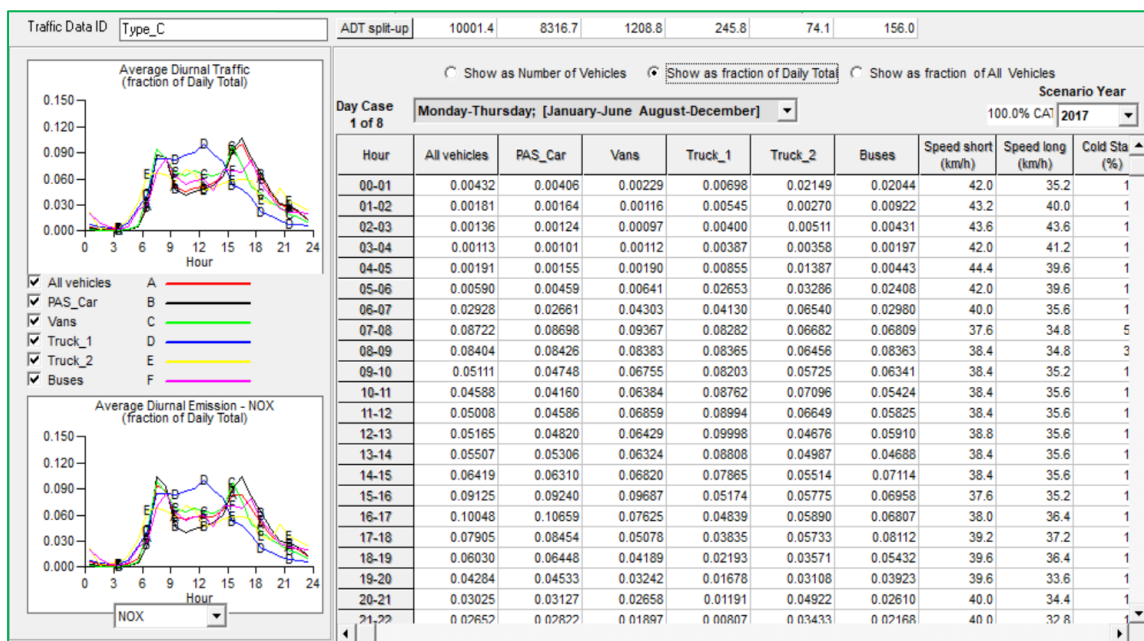 Traffic Data ID Type_C ADT split-up 10001.4 8316.7 1208.8 245.8 74.1 156.0
Average Diurnal Traffic
(fraction of Daily Total)
0.150
0.120
0.090
0.060
0.030
0.000
0 3 6 9 12 15 18 21 24
Hour
All vehicles A
PAS_Car B
Vans C
Truck_1 D
Truck_2 E
Buses F
Average Diurnal Emission - NOX
(fraction of Daily Total)
0.150
0.120
0.090
0.060
0.030
0.000
0 3 6 9 12 15 18 21 24
Hour
NOX
Show as Number of Vehicles Show as fraction of Daily Total Show as fraction of All Vehicles
Scenario Year
Day Case
1 of 8
Monday-Thursday; [January-June August-December]
100.0% CAT 2017
Hour All vehicles PAS_Car Vans Truck_1 Truck_2 Buses Speed short (km/h) Speed long (km/h) Cold Sta (%)
00-01 0.00432 0.00406 0.00229 0.00698 0.02149 0.02044 42.0 35.2 1
01-02 0.00181 0.00164 0.00116 0.00545 0.00270 0.00922 43.2 40.0 1
02-03 0.00136 0.00124 0.00097 0.00400 0.00511 0.00431 43.6 43.6 1
03-04 0.00113 0.00101 0.00112 0.00387 0.00358 0.00197 42.0 41.2 1
04-05 0.00191 0.00155 0.00190 0.00855 0.01387 0.00443 44.4 39.6 1
05-06 0.00590 0.00459 0.00641 0.02653 0.03286 0.02408 42.0 39.6 1
06-07 0.02928 0.02661 0.04303 0.04130 0.06540 0.02980 40.0 35.6 1
07-08 0.08722 0.08698 0.09367 0.08282 0.06682 0.06809 37.6 34.8 5
08-09 0.08404 0.08426 0.08383 0.08365 0.06456 0.08363 38.4 34.8 3
09-10 0.05111 0.04748 0.06755 0.08203 0.05725 0.06341 38.4 35.2 1
10-11 0.04588 0.04160 0.06384 0.08762 0.07096 0.05424 38.4 35.6 1
11-12 0.05008 0.04586 0.06859 0.08994 0.06649 0.05825 38.4 35.6 1
12-13 0.05165 0.04820 0.06429 0.09998 0.04676 0.05910 38.8 35.6 1
13-14 0.05507 0.05306 0.06324 0.08808 0.04987 0.04688 38.4 35.6 1
14-15 0.06419 0.06310 0.06820 0.07865 0.05514 0.07114 38.4 35.6 1
15-16 0.09125 0.09240 0.09687 0.05174 0.05775 0.06958 37.6 35.2 1
16-17 0.10048 0.10659 0.07625 0.04839 0.05890 0.06807 38.0 36.4 1
17-18 0.07905 0.08454 0.05078 0.03835 0.05733 0.08112 39.2 37.2 1
18-19 0.06030 0.06448 0.04189 0.02193 0.03571 0.05432 39.6 36.4 1
19-20 0.04284 0.04533 0.03242 0.01678 0.03108 0.03923 39.6 33.6 1
20-21 0.03025 0.03127 0.02658 0.01191 0.04922 0.02610 40.0 34.4 1
21-22 0.02652 0.02822 0.01897 0.00807 0.03433 0.02168 40.0 32.8 1